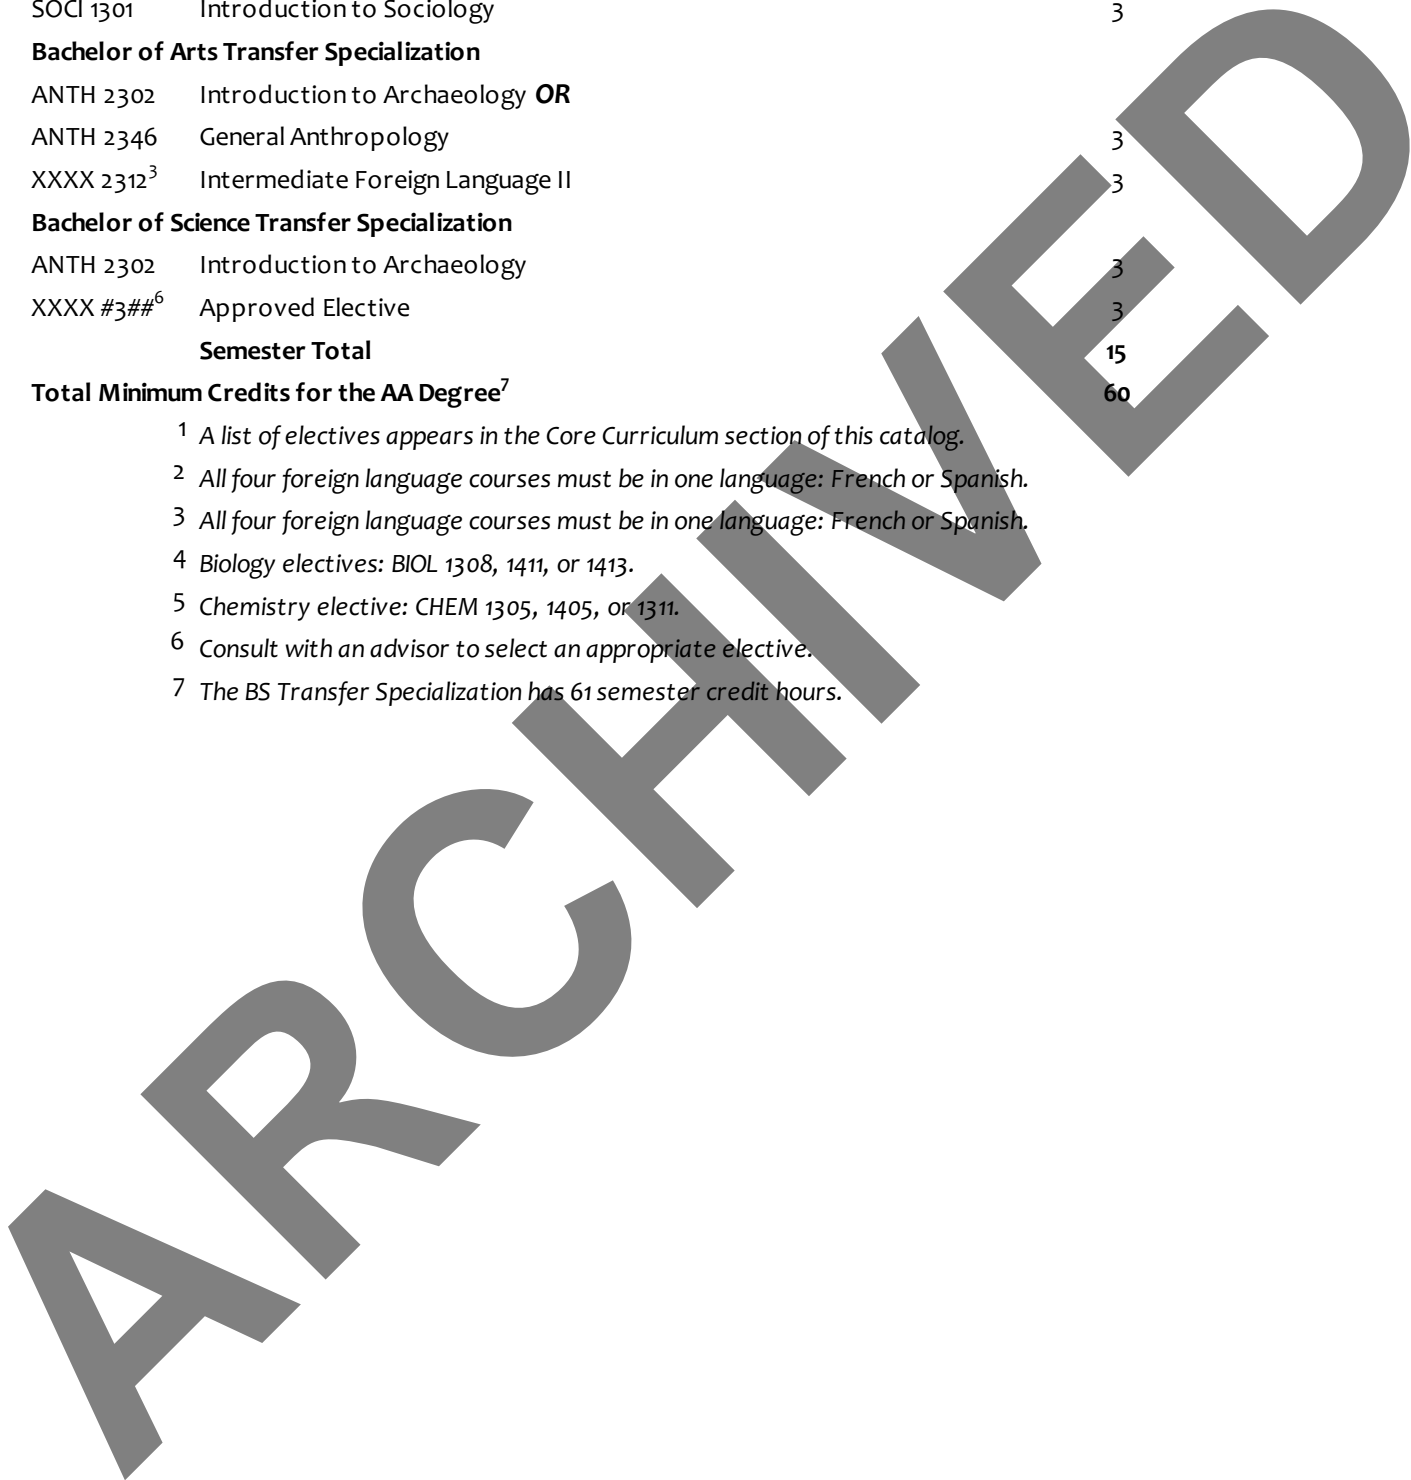 SOCI 1301 Introduction to Sociology 3
Bachelor of Arts Transfer Specialization
ANTH 2302 Introduction to Archaeology OR
ANTH 2346 General Anthropology 3
XXXX 2312³ Intermediate Foreign Language II 3
Bachelor of Science Transfer Specialization
ANTH 2302 Introduction to Archaeology 3
XXXX #3##⁶ Approved Elective 3
Semester Total 15
Total Minimum Credits for the AA Degree⁷ 60
1 A list of electives appears in the Core Curriculum section of this catalog.
2 All four foreign language courses must be in one language: French or Spanish.
3 All four foreign language courses must be in one language: French or Spanish.
4 Biology electives: BIOL 1308, 1411, or 1413.
5 Chemistry elective: CHEM 1305, 1405, or 1311.
6 Consult with an advisor to select an appropriate elective.
7 The BS Transfer Specialization has 61 semester credit hours.
ARCHIVED